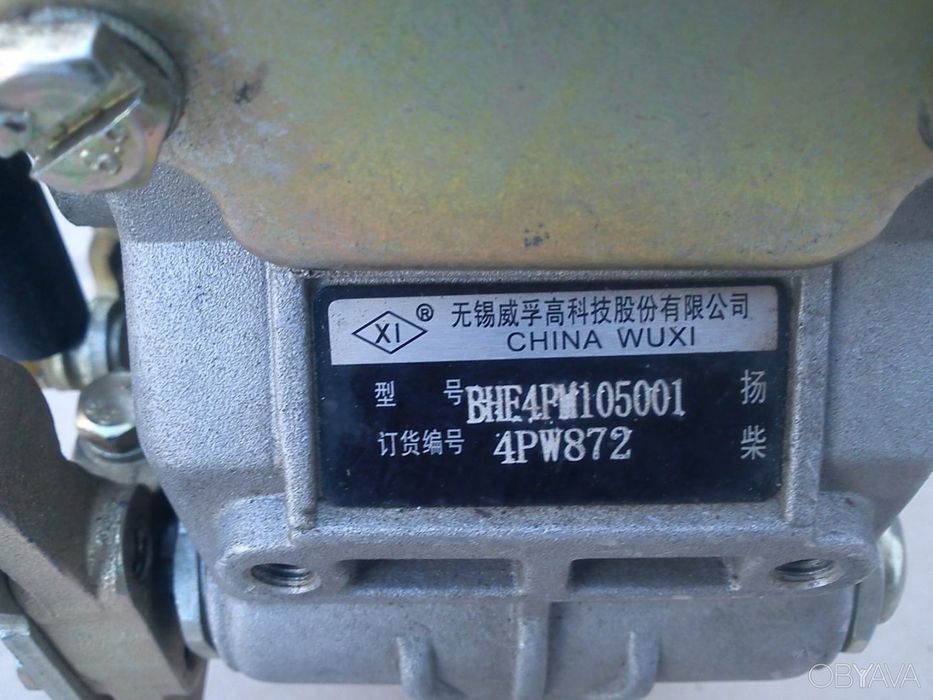 XI ® 无锡威孚高科技股份有限公司
CHINA WUXI
型 号 BHE4PM105001 扬
订货编号 4PW872 柴
OBYAVA